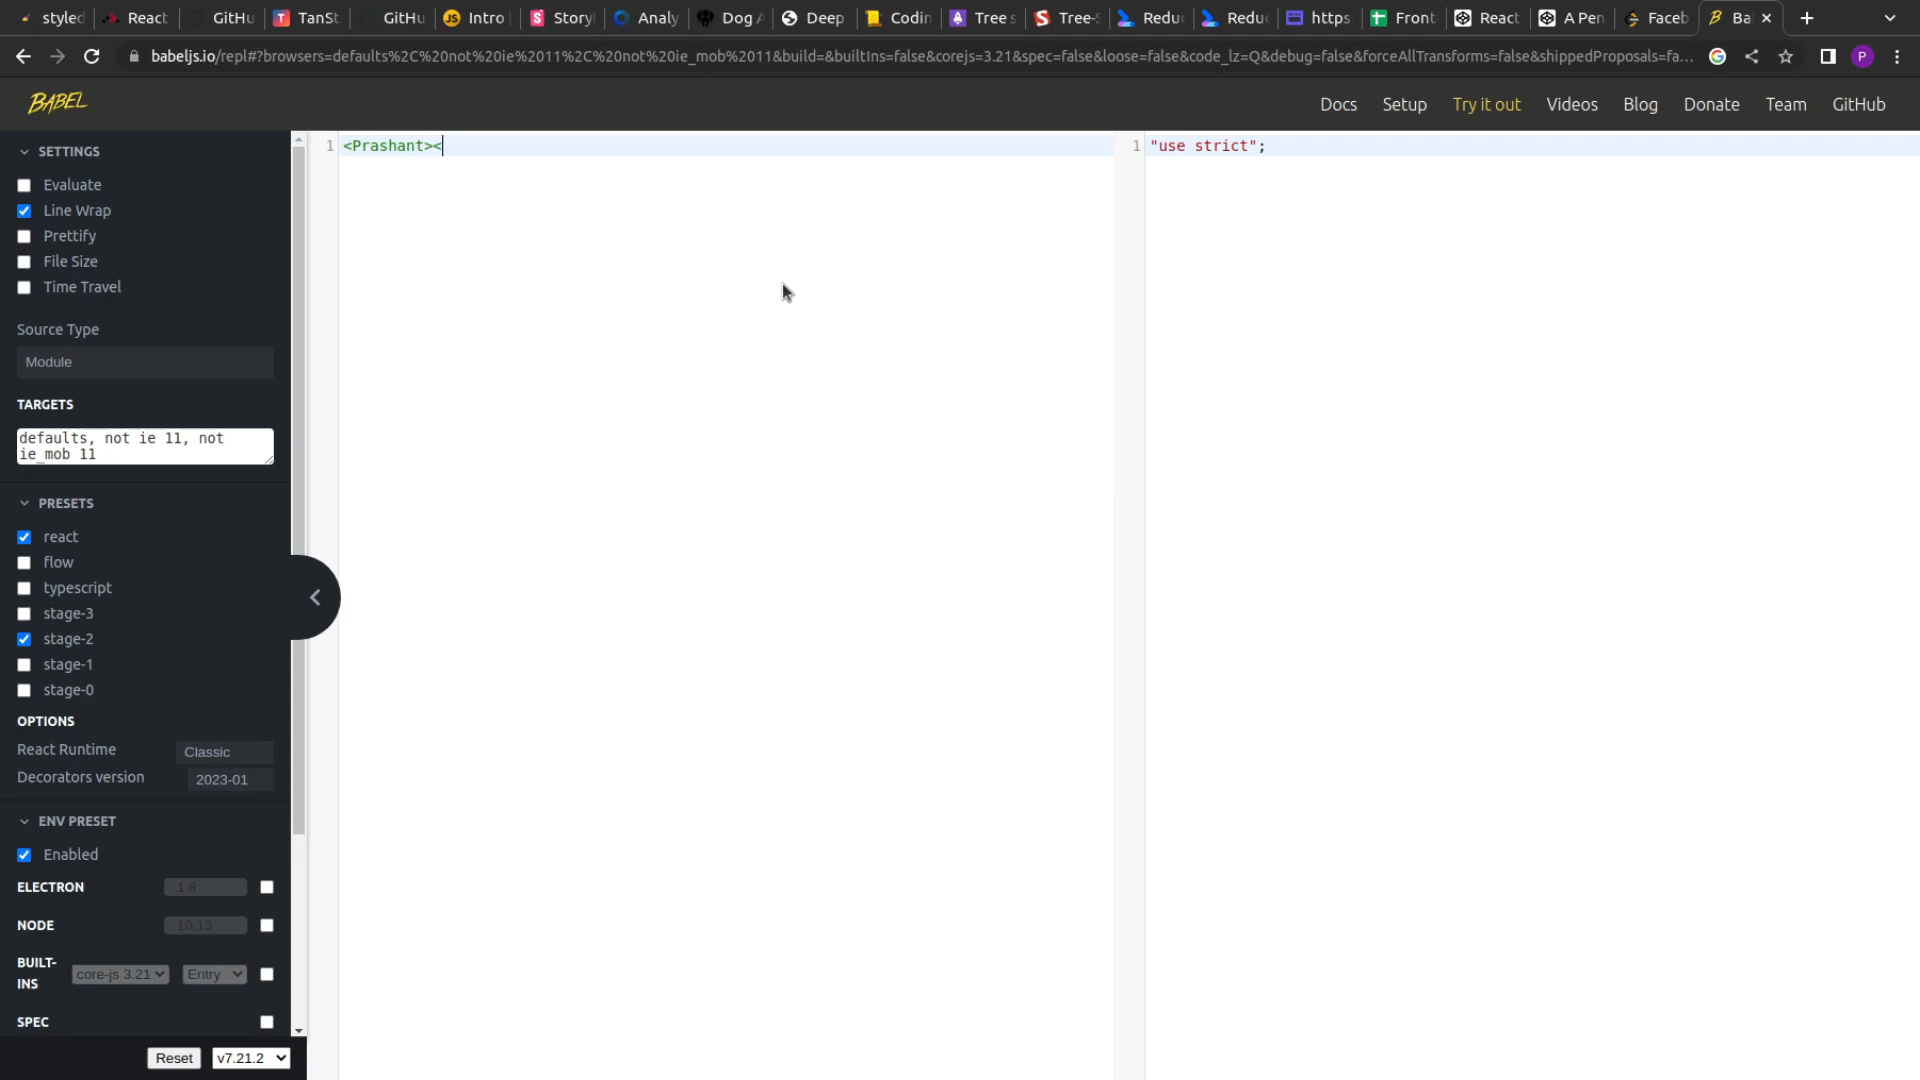 styled
React
GitHu
TanSt
GitHu
Intro
Story
Analy
Dog A
Deep
Codin
Tree s
Tree-S
Redu
Redu
https:
Front
React
A Pen
Faceb
Ba
babeljs.io/repl#?browsers=defaults%2C%20not%20ie%2011%2C%20not%20ie_mob%2011&build=&builtIns=false&corejs=3.21&spec=false&loose=false&code_lz=Q&debug=false&forceAllTransforms=false&shippedProposals=fa...
P
BABEL
Docs
Setup
Try it out
Videos
Blog
Donate
Team
GitHub
SETTINGS
Evaluate
Line Wrap
Prettify
File Size
Time Travel
Source Type
Module
TARGETS
defaults, not ie 11, not
ie_mob 11
PRESETS
react
flow
typescript
stage-3
stage-2
stage-1
stage-0
OPTIONS
React Runtime Classic
Decorators version 2023-01
ENV PRESET
Enabled
ELECTRON 1.8
NODE 10.13
BUILT-
INS core-js 3.21 Entry
SPEC
Reset v7.21.2
1 <Prashant><
1 "use strict";